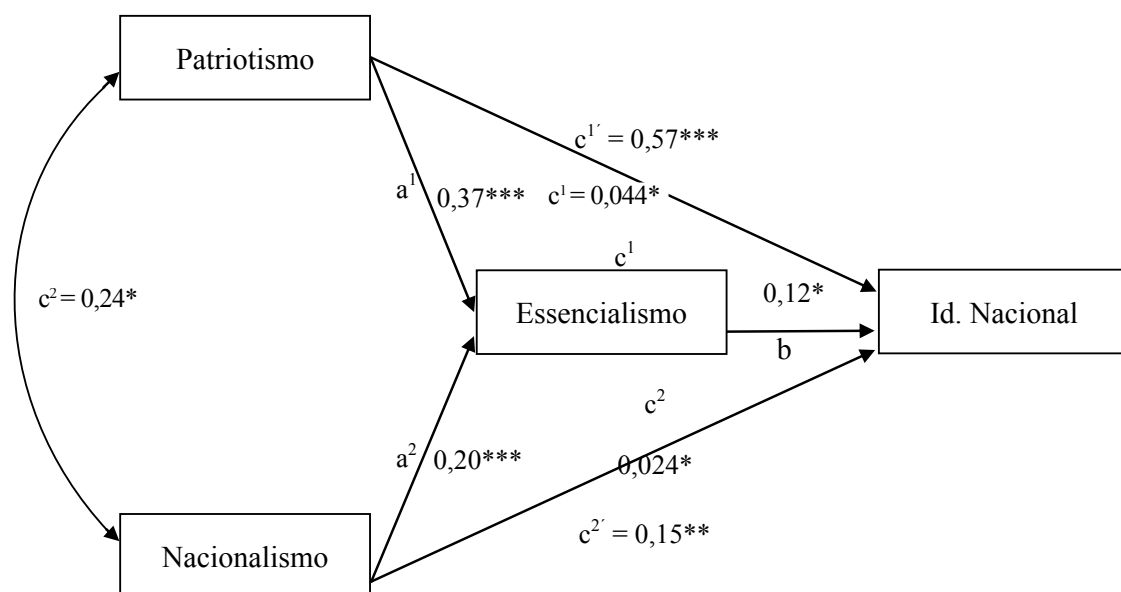 Patriotismo
c1´ = 0,57***
a1
0,37***
c1 = 0,044*
c1
c2 = 0,24*
0,12*
Essencialismo
Id. Nacional
b
c2
a2
0,20***
0,024*
c2´ = 0,15**
Nacionalismo